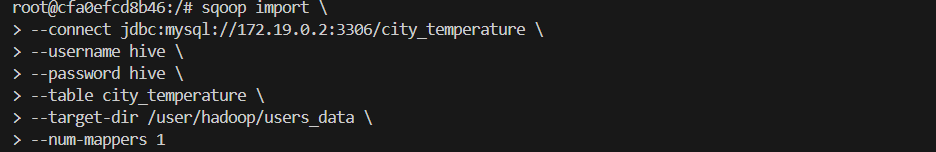 root@cfa0efcd8b46:/# sqoop import \
> --connect jdbc:mysql://172.19.0.2:3306/city_temperature \
> --username hive \
> --password hive \
> --table city_temperature \
> --target-dir /user/hadoop/users_data \
> --num-mappers 1